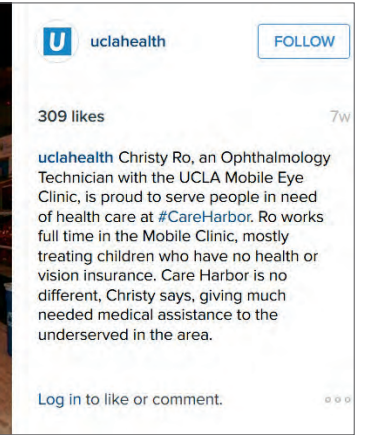 U uclahealth FOLLOW
309 likes 7w
uclahealth Christy Ro, an Ophthalmology
Technician with the UCLA Mobile Eye
Clinic, is proud to serve people in need
of health care at #CareHarbor. Ro works
full time in the Mobile Clinic, mostly
treating children who have no health or
vision insurance. Care Harbor is no
different, Christy says, giving much
needed medical assistance to the
underserved in the area.
Log in to like or comment.